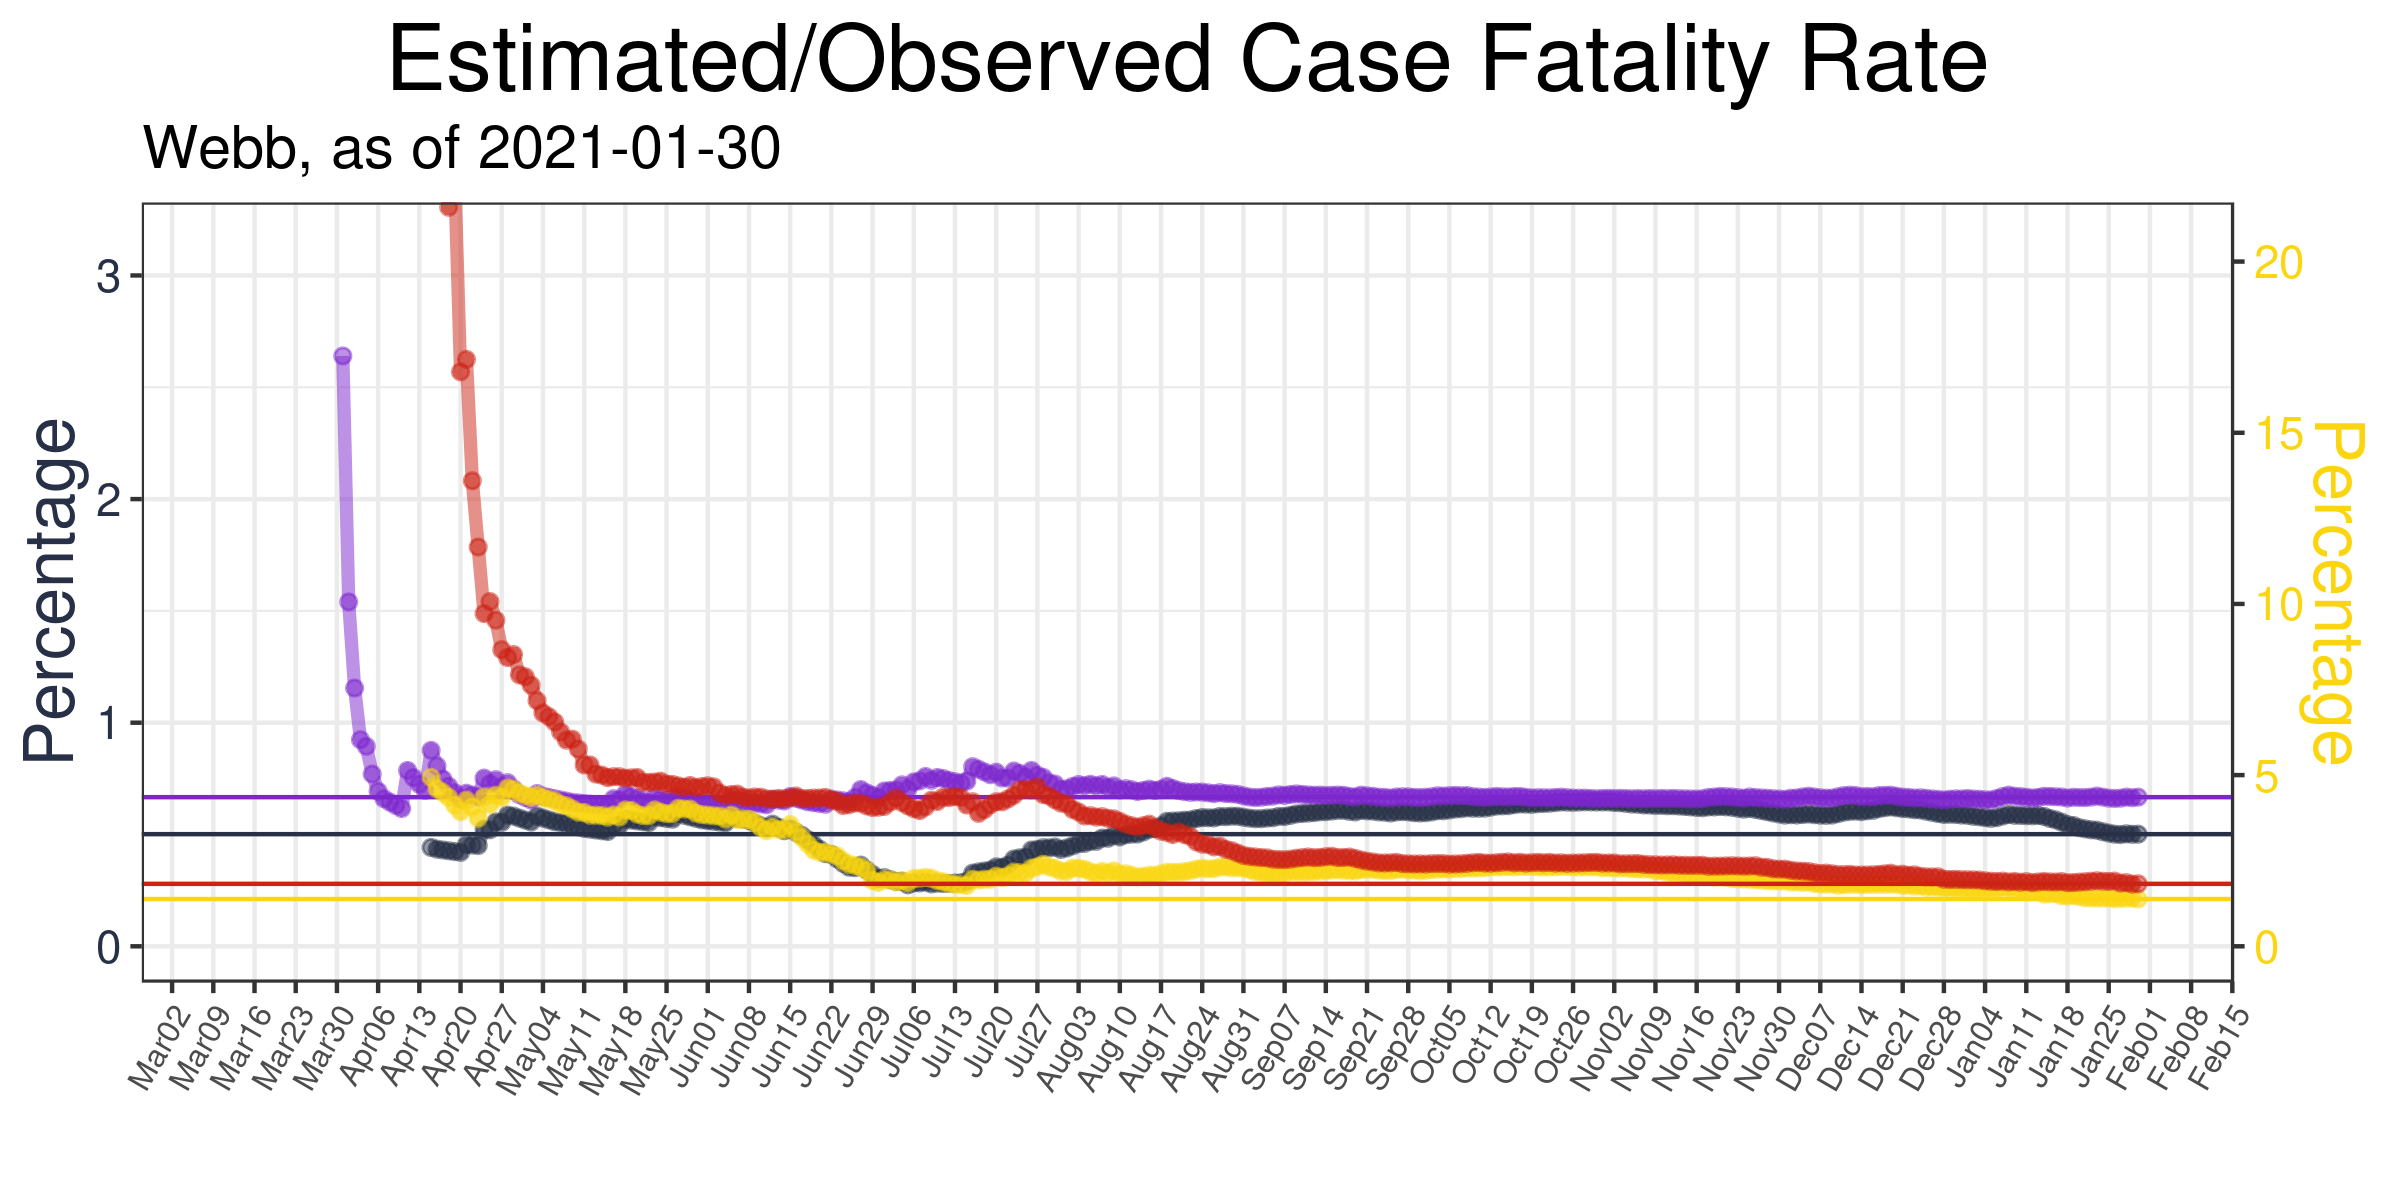 Estimated/Observed Case Fatality Rate
Webb, as of 2021-01-30
Percentage
3
2
1
0
20
15
10
5
0
Percentage
Mar02
Mar09
Mar16
Mar23
Mar30
Apr06
Apr13
Apr20
Apr27
May04
May11
May18
May25
Jun01
Jun08
Jun15
Jun22
Jun29
Jul06
Jul13
Jul20
Jul27
Aug03
Aug10
Aug17
Aug24
Aug31
Sep07
Sep14
Sep21
Sep28
Oct05
Oct12
Oct19
Oct26
Nov02
Nov09
Nov16
Nov23
Nov30
Dec07
Dec14
Dec21
Dec28
Jan04
Jan11
Jan18
Jan25
Feb01
Feb08
Feb15